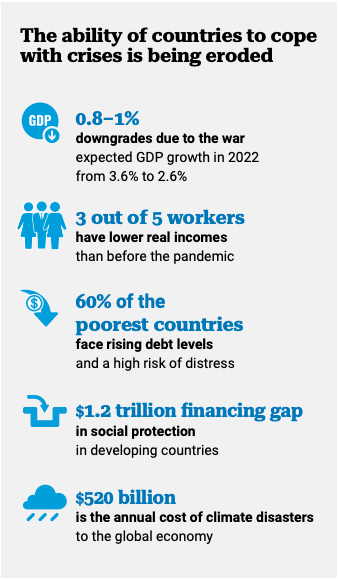 The ability of countries to cope
with crises is being eroded
GDP
0.8–1%
downgrades due to the war
expected GDP growth in 2022
from 3.6% to 2.6%
3 out of 5 workers
have lower real incomes
than before the pandemic
$
60% of the
poorest countries
face rising debt levels
and a high risk of distress
$1.2 trillion financing gap
in social protection
in developing countries
$520 billion
is the annual cost of climate disasters
to the global economy